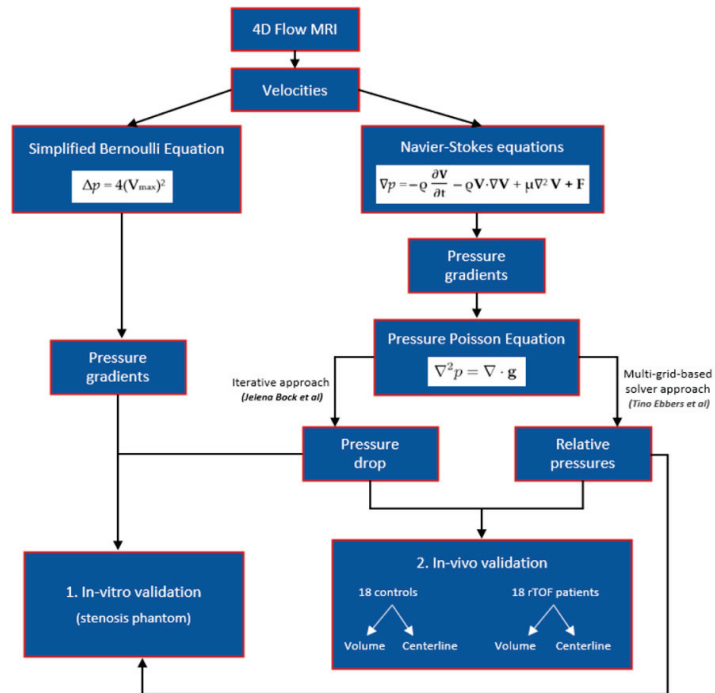 4D Flow MRI
Velocities
Simplified Bernoulli Equation
Δp = 4(Vmax)²
Navier-Stokes equations
∇p = −ϱ ∂V/∂t − ϱV·∇V + μ∇² V + F
Pressure
gradients
Pressure Poisson Equation
∇²p = ∇ · g
Pressure
gradients
Iterative approach
(Jelena Bock et al)
Multi-grid-based
solver approach
(Tino Ebbers et al)
Pressure
drop
Relative
pressures
1. In-vitro validation
(stenosis phantom)
2. In-vivo validation
18 controls
18 rTOF patients
Volume
Centerline
Volume
Centerline